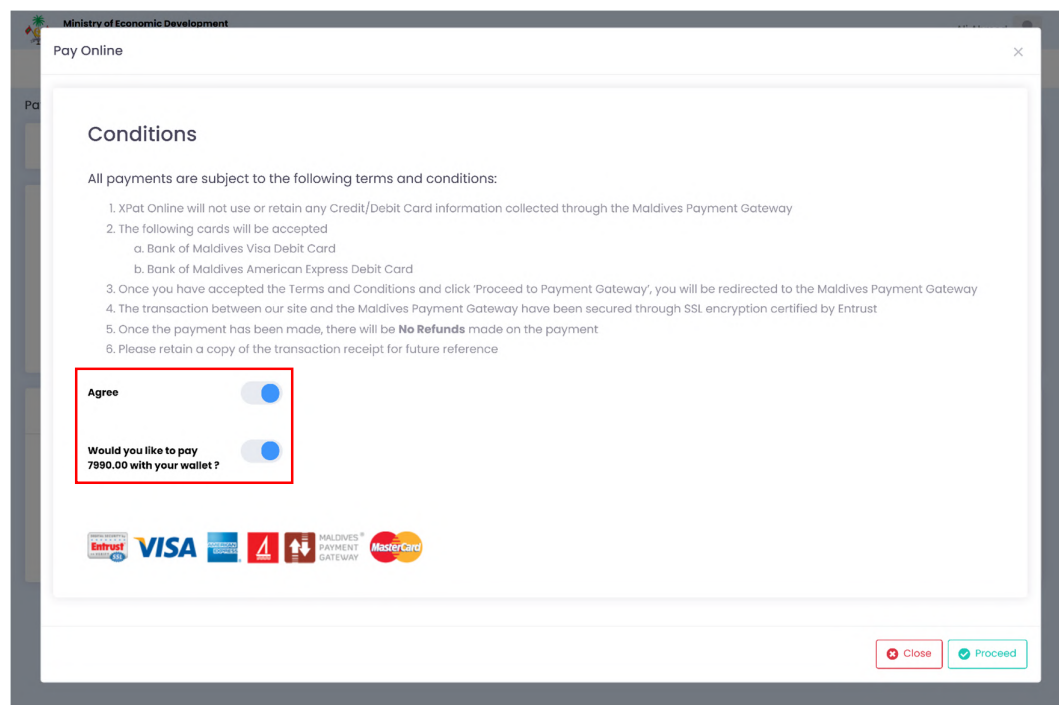 Ministry of Economic Development
Pay Online
Pa
Conditions
All payments are subject to the following terms and conditions:
1. XPat Online will not use or retain any Credit/Debit Card information collected through the Maldives Payment Gateway
2. The following cards will be accepted
a. Bank of Maldives Visa Debit Card
b. Bank of Maldives American Express Debit Card
3. Once you have accepted the Terms and Conditions and click 'Proceed to Payment Gateway', you will be redirected to the Maldives Payment Gateway
4. The transaction between our site and the Maldives Payment Gateway have been secured through SSL encryption certified by Entrust
5. Once the payment has been made, there will be No Refunds made on the payment
6. Please retain a copy of the transaction receipt for future reference
Agree
Would you like to pay
7990.00 with your wallet ?
Entrust
SSL
VISA
AMERICAN
EXPRESS
MALDIVES
PAYMENT
GATEWAY
MasterCard
Close
Proceed